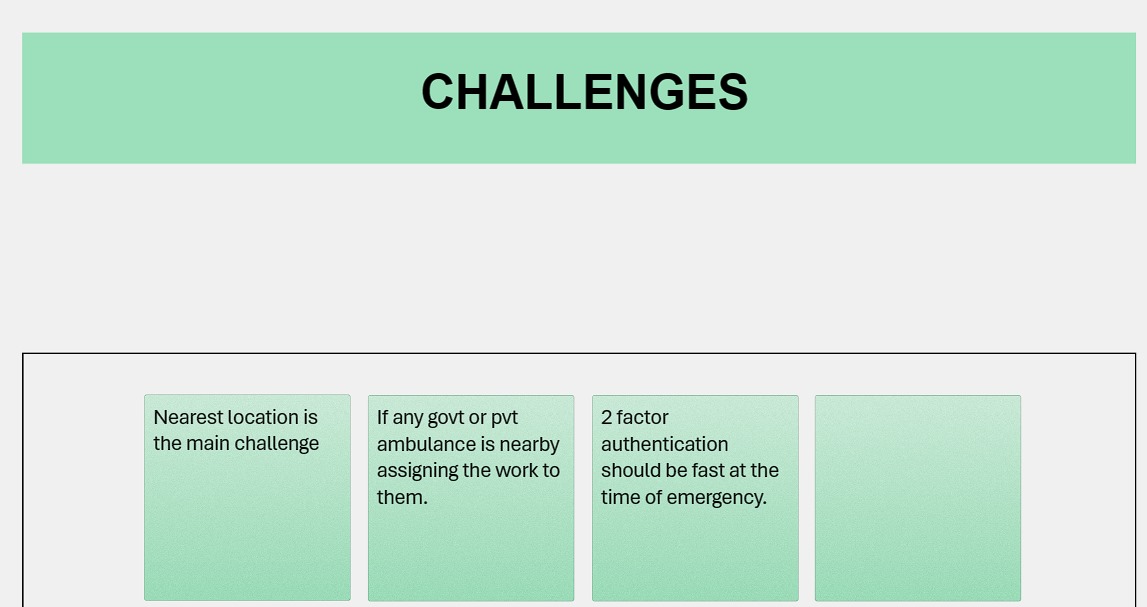 CHALLENGES
Nearest location is
the main challenge
If any govt or pvt
ambulance is nearby
assigning the work to
them.
2 factor
authentication
should be fast at the
time of emergency.